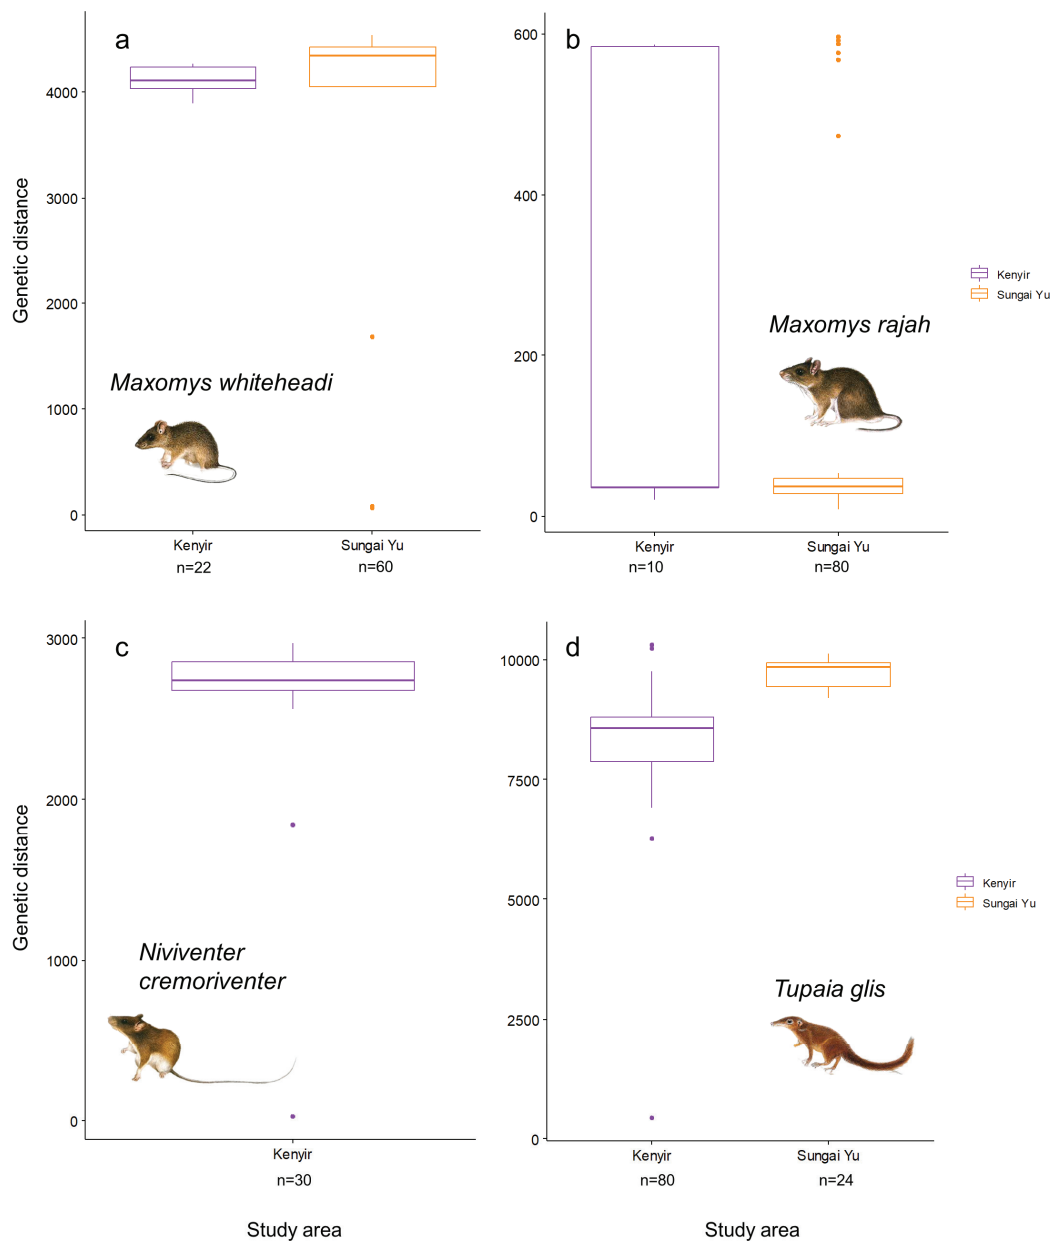 a
4000
3000
2000
1000
0
Genetic distance
Maxomys whiteheadi
Kenyir
Sungai Yu
n=22
n=60
b
600
400
200
0
Maxomys rajah
Kenyir
Sungai Yu
n=10
n=80
Kenyir
Sungai Yu
c
3000
2000
1000
0
Genetic distance
Niviventer
cremoriventer
Kenyir
n=30
Study area
d
10000
7500
5000
2500
0
Tupaia glis
Kenyir
Sungai Yu
n=80
n=24
Study area
Kenyir
Sungai Yu